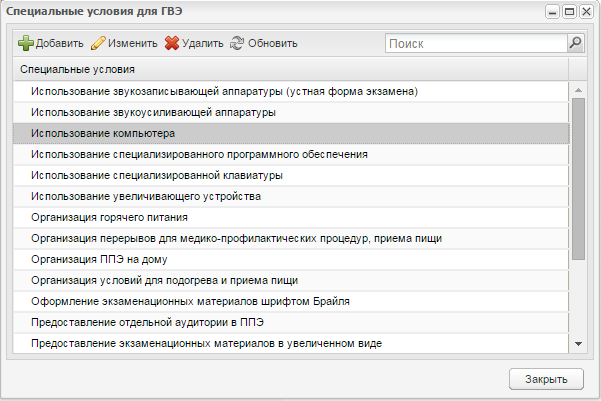 Специальные условия для ГВЭ
Добавить Изменить Удалить Обновить Поиск
Специальные условия
Использование звукозаписывающей аппаратуры (устная форма экзамена)
Использование звукоусиливающей аппаратуры
Использование компьютера
Использование специализированного программного обеспечения
Использование специализированной клавиатуры
Использование увеличивающего устройства
Организация горячего питания
Организация перерывов для медико-профилактических процедур, приема пищи
Организация ППЭ на дому
Организация условий для подогрева и приема пищи
Оформление экзаменационных материалов шрифтом Брайля
Предоставление отдельной аудитории в ППЭ
Предоставление экзаменационных материалов в увеличенном виде
Закрыть